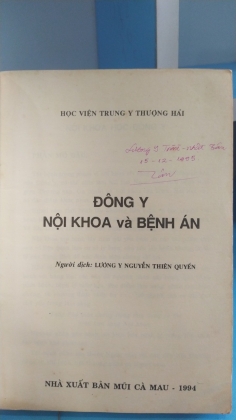 HỌC VIỆN TRUNG Y THƯỢNG HẢI
ĐÔNG Y
NỘI KHOA và BỆNH ÁN
Người dịch: LƯƠNG Y NGUYỄN THIÊN QUYẾN
NHÀ XUẤT BẢN MŨI CÀ MAU - 1994